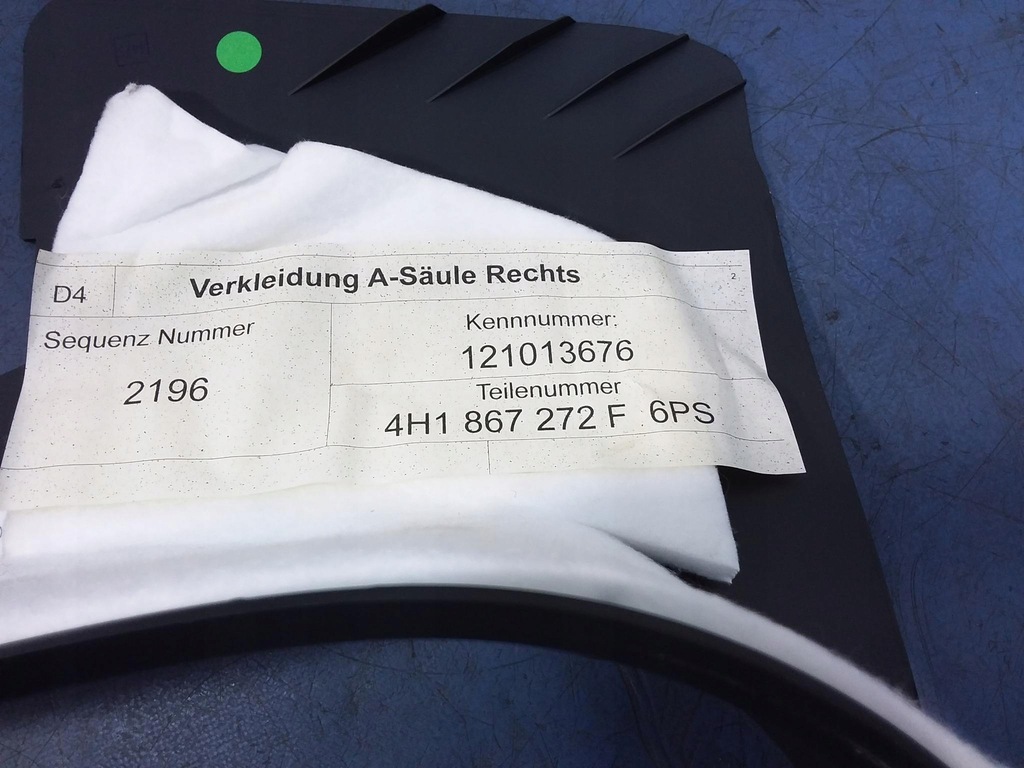 D4
Verkleidung A-Säule Rechts
2
Sequenz Nummer
2196
Kennnummer:
121013676
Teilenummer
4H1 867 272 F 6PS